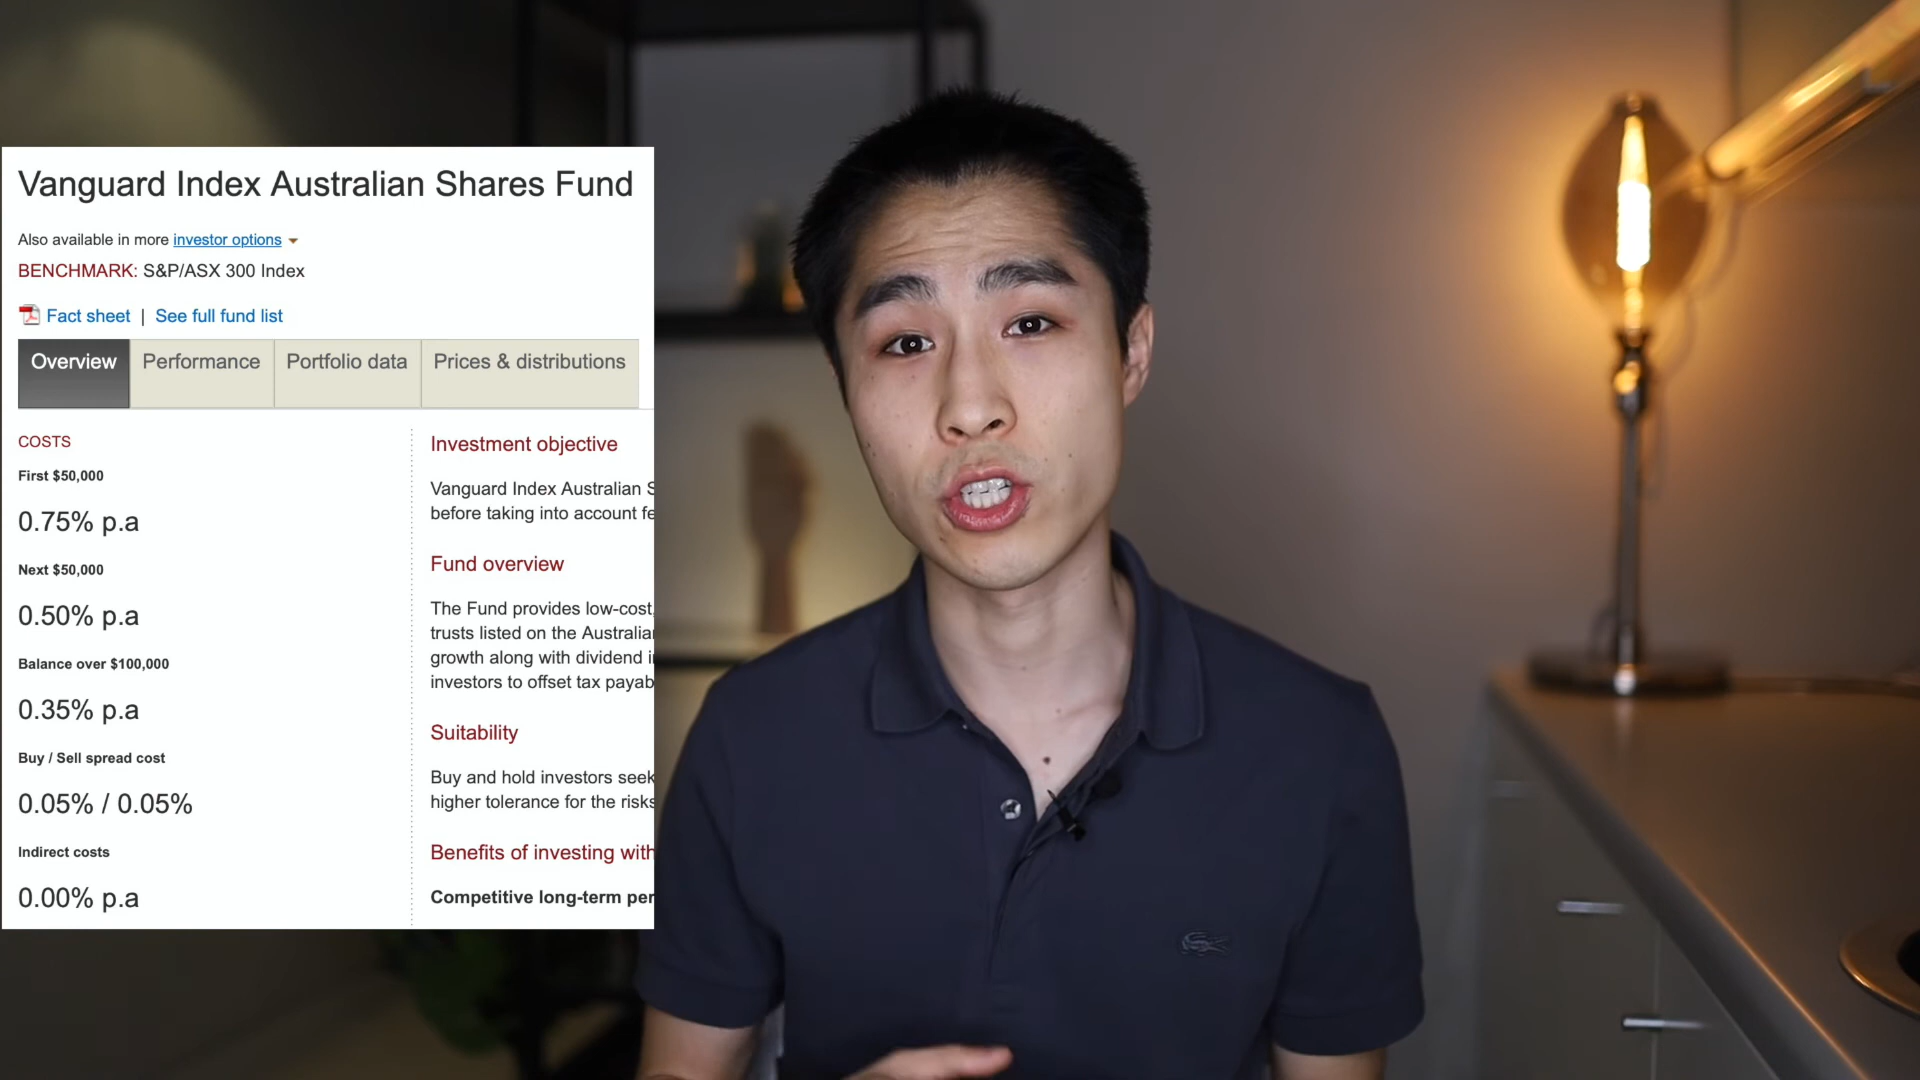 Vanguard Index Australian Shares Fund
Also available in more investor options
BENCHMARK: S&P/ASX 300 Index
Fact sheet | See full fund list
Overview Performance Portfolio data Prices & distributions
COSTS
First $50,000
0.75% p.a
Next $50,000
0.50% p.a
Balance over $100,000
0.35% p.a
Buy / Sell spread cost
0.05% / 0.05%
Indirect costs
0.00% p.a
Investment objective
Vanguard Index Australian
before taking into account
Fund overview
The Fund provides low-cost,
trusts listed on the
growth along with dividend
investors to offset tax
Suitability
Buy and hold investors
higher tolerance for the risks
Benefits of investing with
Competitive long-term